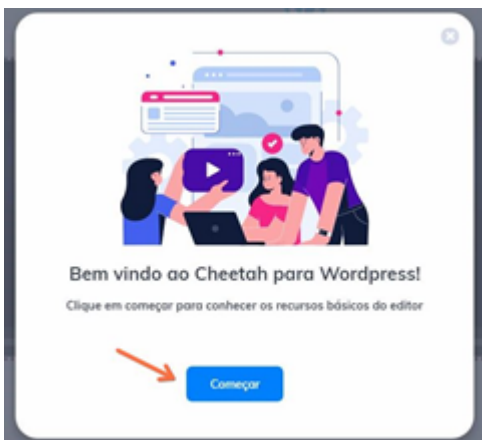 Bem vindo ao Cheetah para Wordpress!
Clique em começar para conhecer os recursos básicos do editor
Começar